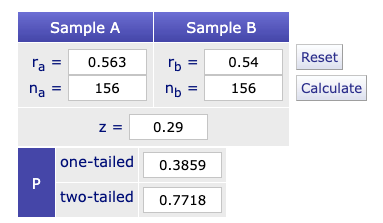 Sample A Sample B
ra = 0.563 rb = 0.54 Reset
na = 156 nb = 156 Calculate
z = 0.29
P one-tailed 0.3859
two-tailed 0.7718